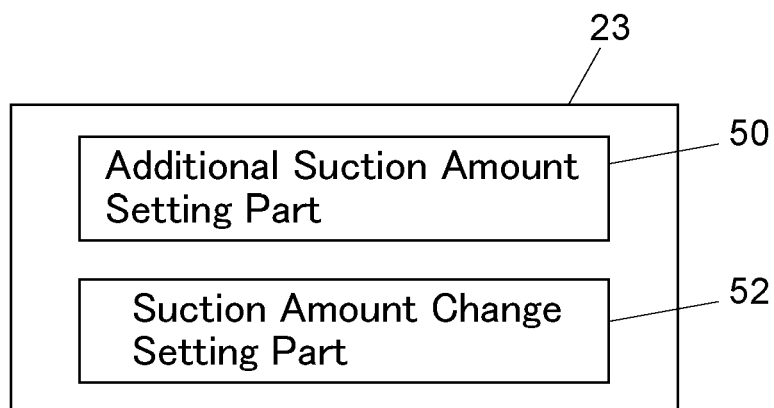 23
Additional Suction Amount
Setting Part
50
Suction Amount Change
Setting Part
52